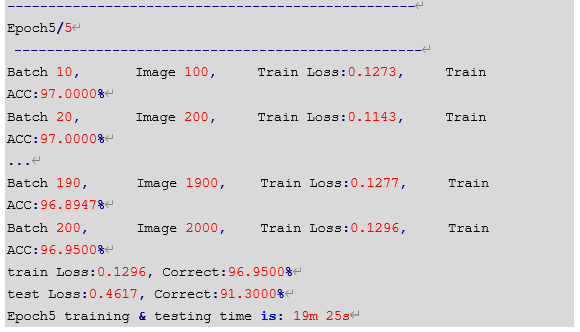 --------------------------------------------------
Epoch5/5
--------------------------------------------------
Batch 10, Image 100, Train Loss:0.1273, Train
ACC:97.0000%
Batch 20, Image 200, Train Loss:0.1143, Train
ACC:97.0000%
...
Batch 190, Image 1900, Train Loss:0.1277, Train
ACC:96.8947%
Batch 200, Image 2000, Train Loss:0.1296, Train
ACC:96.9500%
train Loss:0.1296, Correct:96.9500%
test Loss:0.4617, Correct:91.3000%
Epoch5 training & testing time is: 19m 25s